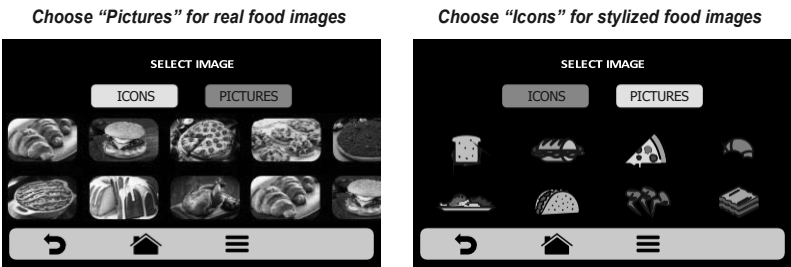 Choose “Pictures” for real food images
SELECT IMAGE
ICONS
PICTURES
Choose “Icons” for stylized food images
SELECT IMAGE
ICONS
PICTURES